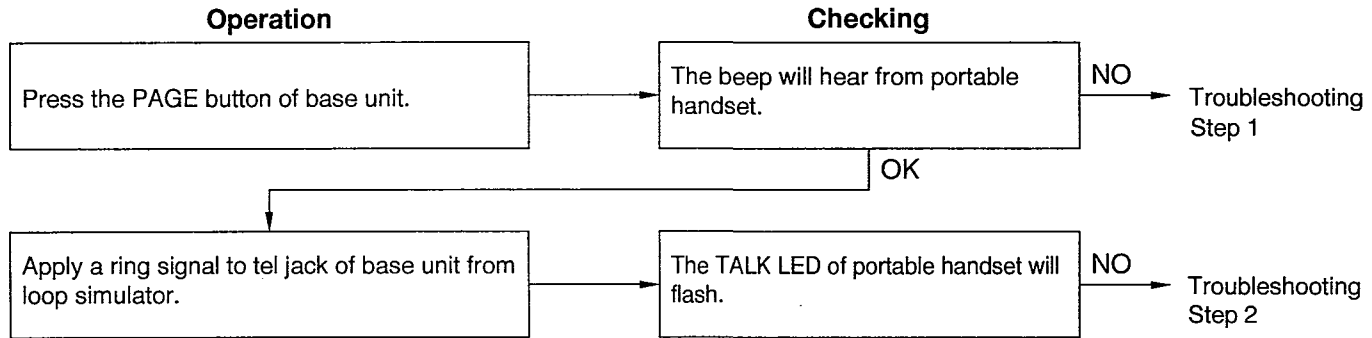 Operation
Checking
Press the PAGE button of base unit.
The beep will hear from portable
handset.
NO
Troubleshooting
Step 1
OK
Apply a ring signal to tel jack of base unit from
loop simulator.
The TALK LED of portable handset will
flash.
NO
Troubleshooting
Step 2